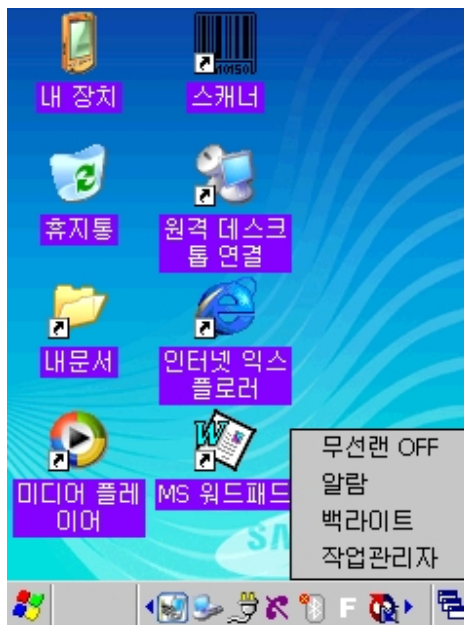 내 장치
스캐너
휴지통
원격 데스크
톱 연결
내문서
인터넷 익스
플로러
미디어 플레
이어
MS 워드패드
무선랜 OFF
알람
백라이트
작업관리자
SA
F